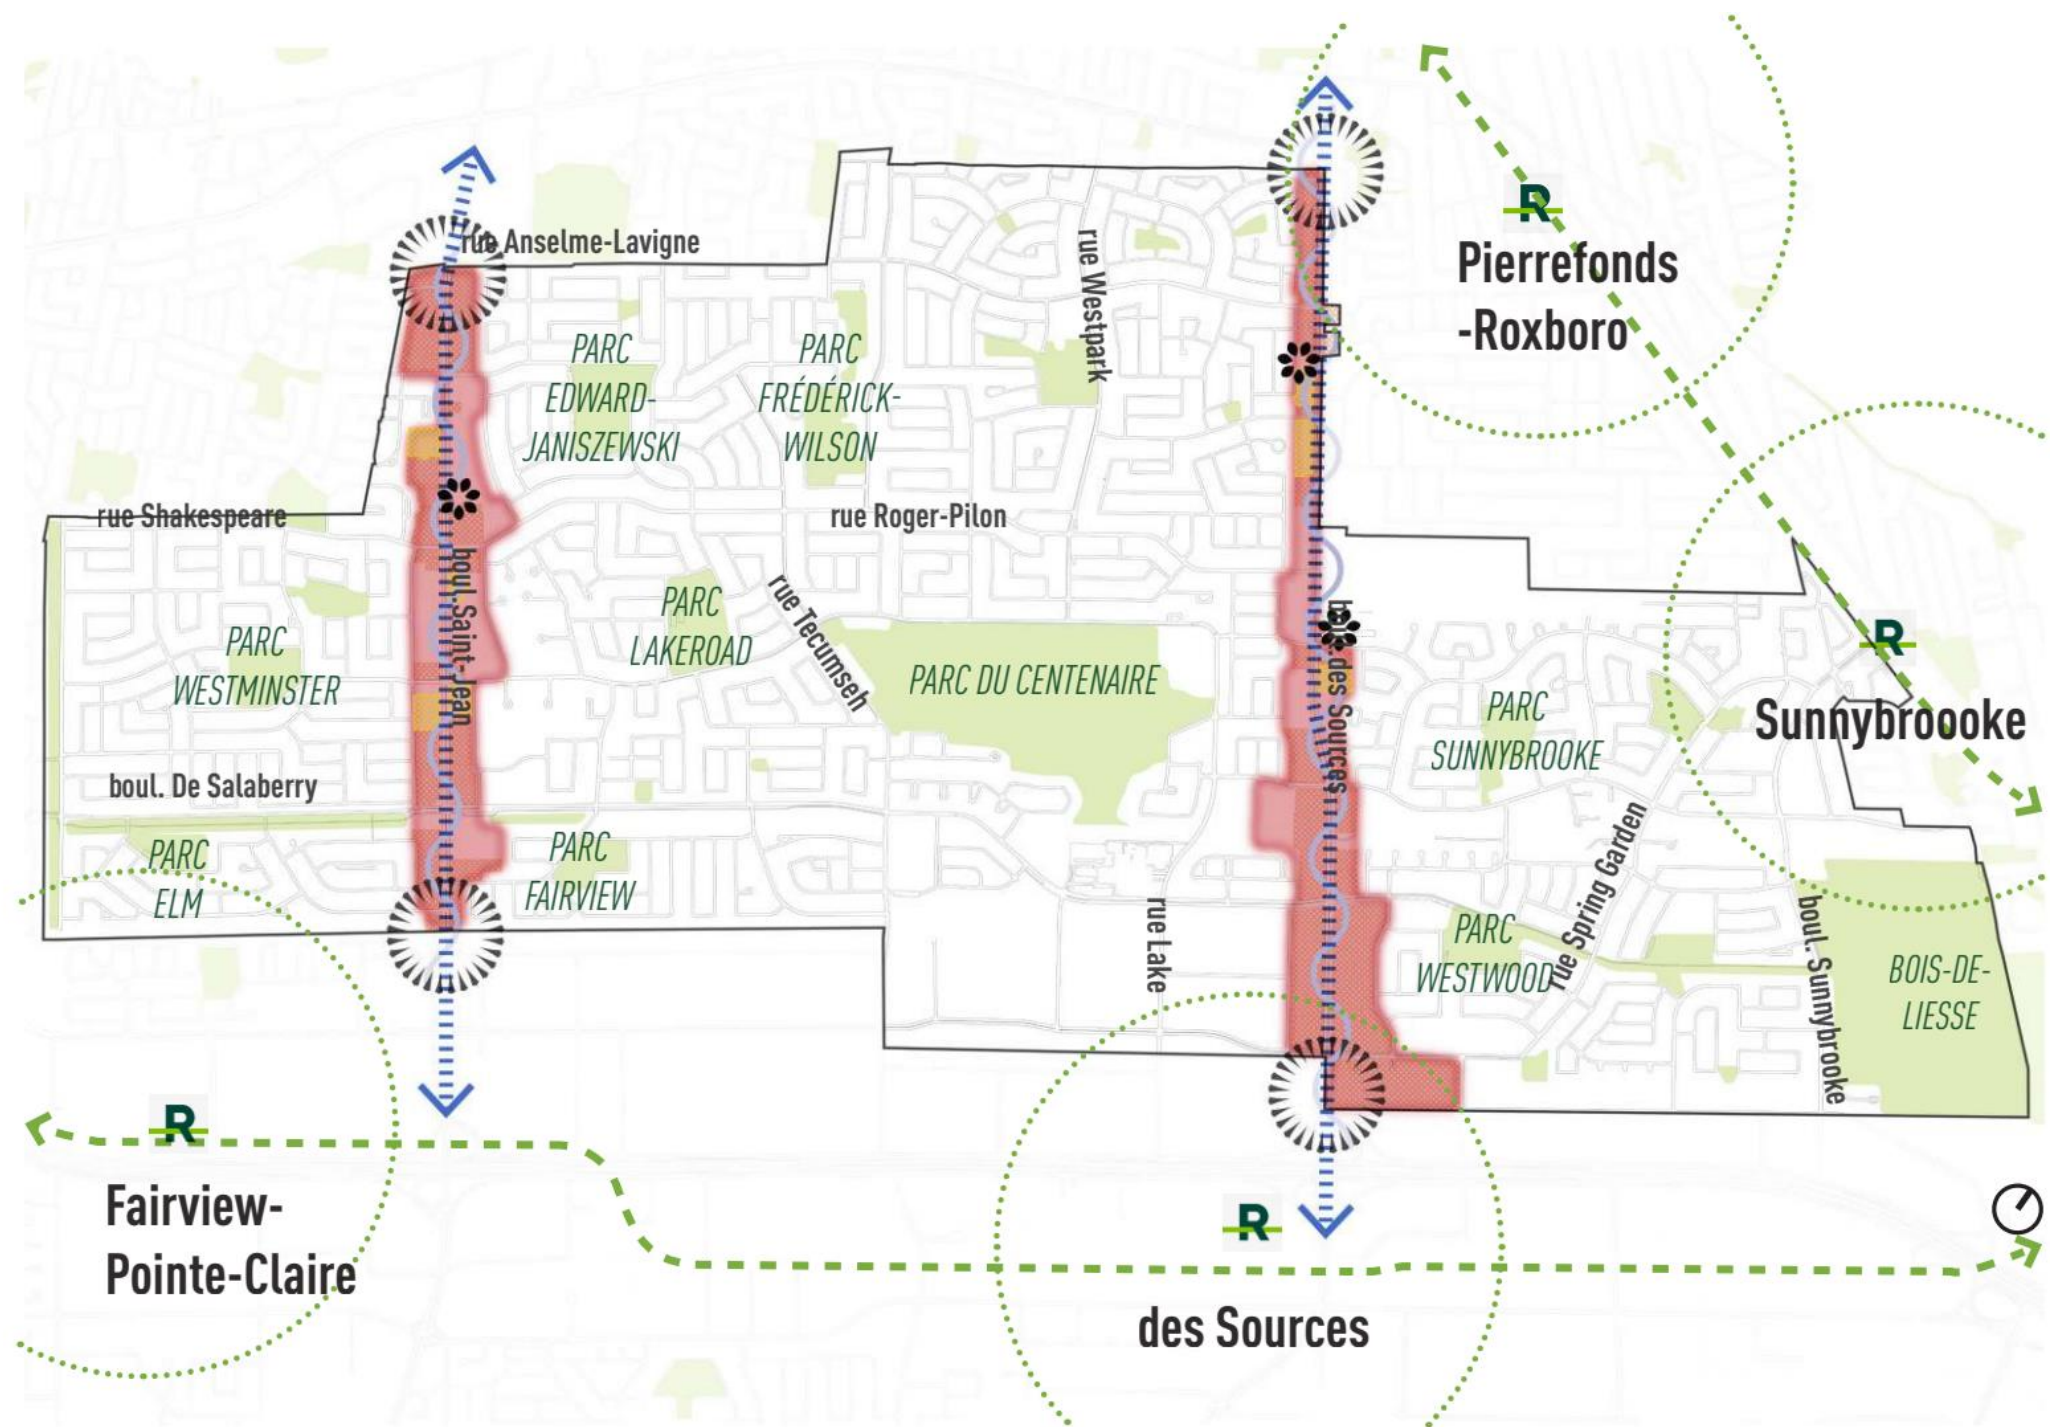 rue Anselme-Lavigne
rue Westpark
R
Pierrefonds
-Roxboro
PARC
EDWARD-
JANISZEWSKI
PARC
FRÉDÉRICK-
WILSON
rue Shakespeare
rue Roger-Pilon
boul. Saint-Jean
PARC
WESTMINSTER
PARC
LAKEROAD
rue Tecumseh
PARC DU CENTENAIRE
boul. des Sources
PARC
SUNNYBROOKE
R
Sunnybroooke
boul. De Salaberry
PARC
ELM
PARC
FAIRVIEW
rue Lake
PARC
WESTWOOD
rue Spring Garden
boul. Sunnybrooke
BOIS-DE-
LIESSE
R
Fairview-
Pointe-Claire
R
des Sources